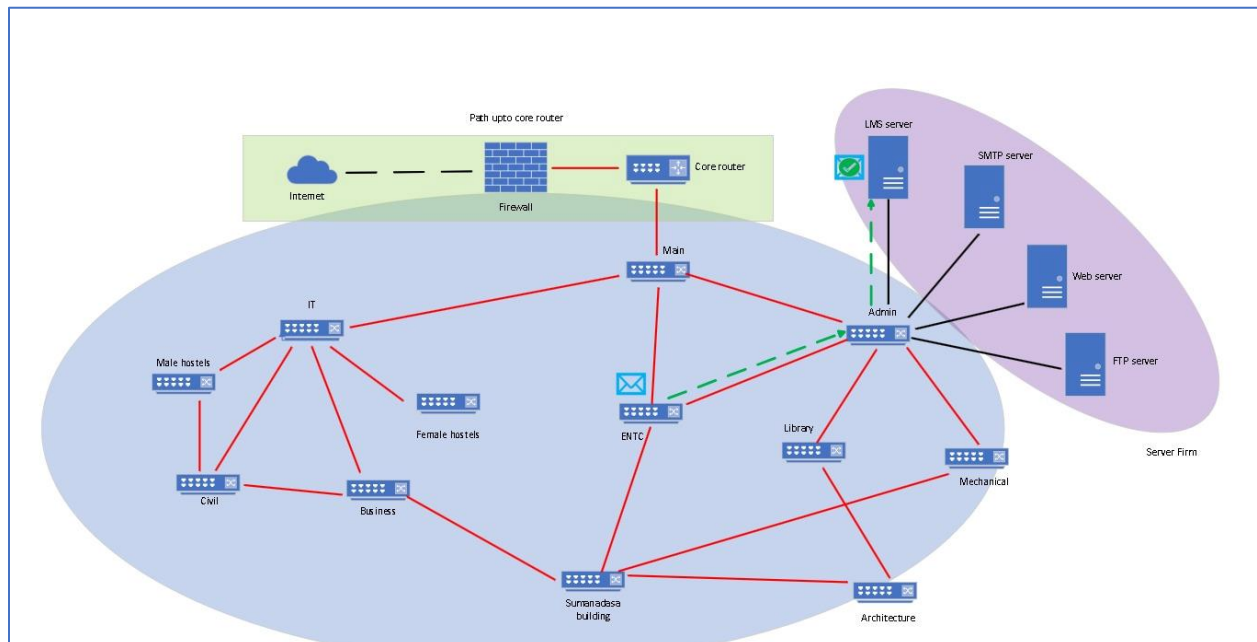 Path upto core router
LMS server
SMTP server
Core router
Internet
Firewall
Main
Web server
IT
Admin
Male hostels
FTP server
Female hostels
ENTC
Library
Server Firm
Mechanical
Civil
Business
Sumanadasa
building
Architecture